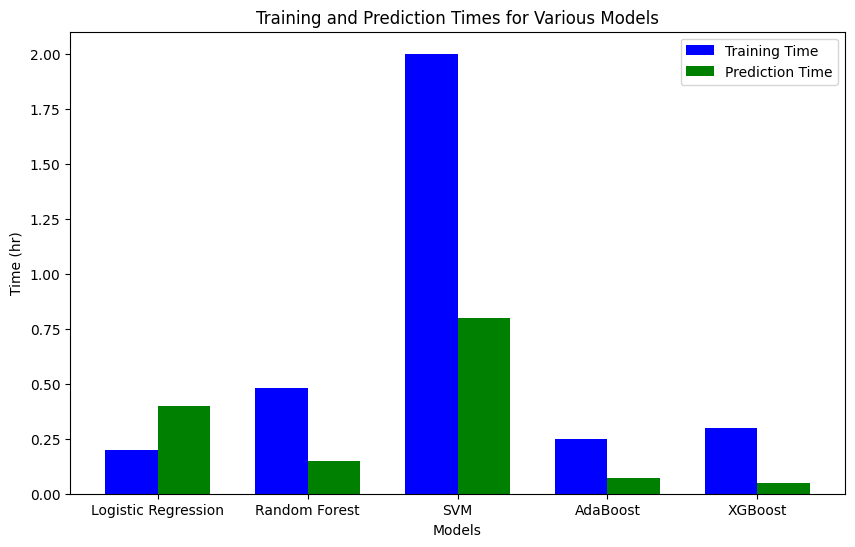 Training and Prediction Times for Various Models
Training Time
Prediction Time
2.00
1.75
1.50
1.25
1.00
0.75
0.50
0.25
0.00
Time (hr)
Logistic Regression
Random Forest
SVM
AdaBoost
XGBoost
Models